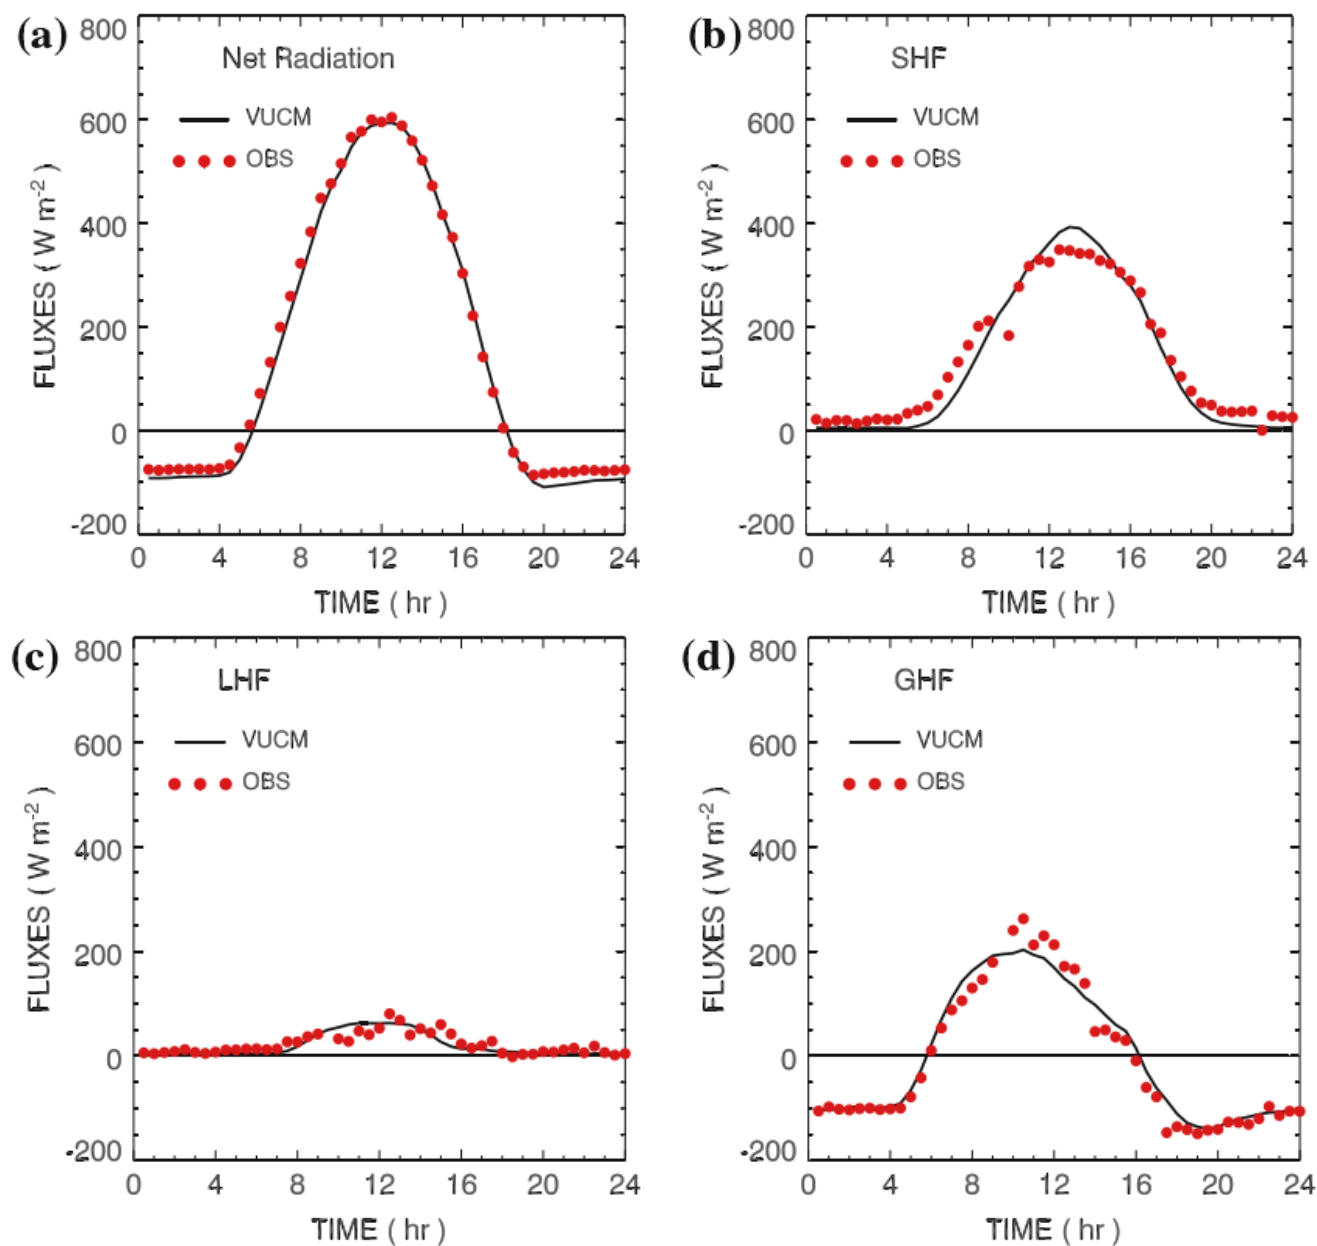 (a)
800
600
400
200
0
-200
FLUXES ( W m-2 )
Net Radiation
VUCM
OBS
0 4 8 12 16 20 24
TIME ( hr )
(b)
800
600
400
200
0
-200
FLUXES ( W m-2 )
SHF
VUCM
OBS
0 4 8 12 16 20 24
TIME ( hr )
(c)
800
600
400
200
0
-200
FLUXES ( W m-2 )
LHF
VUCM
OBS
0 4 8 12 16 20 24
TIME ( hr )
(d)
800
600
400
200
0
-200
FLUXES ( W m-2 )
GHF
VUCM
OBS
0 4 8 12 16 20 24
TIME ( hr )